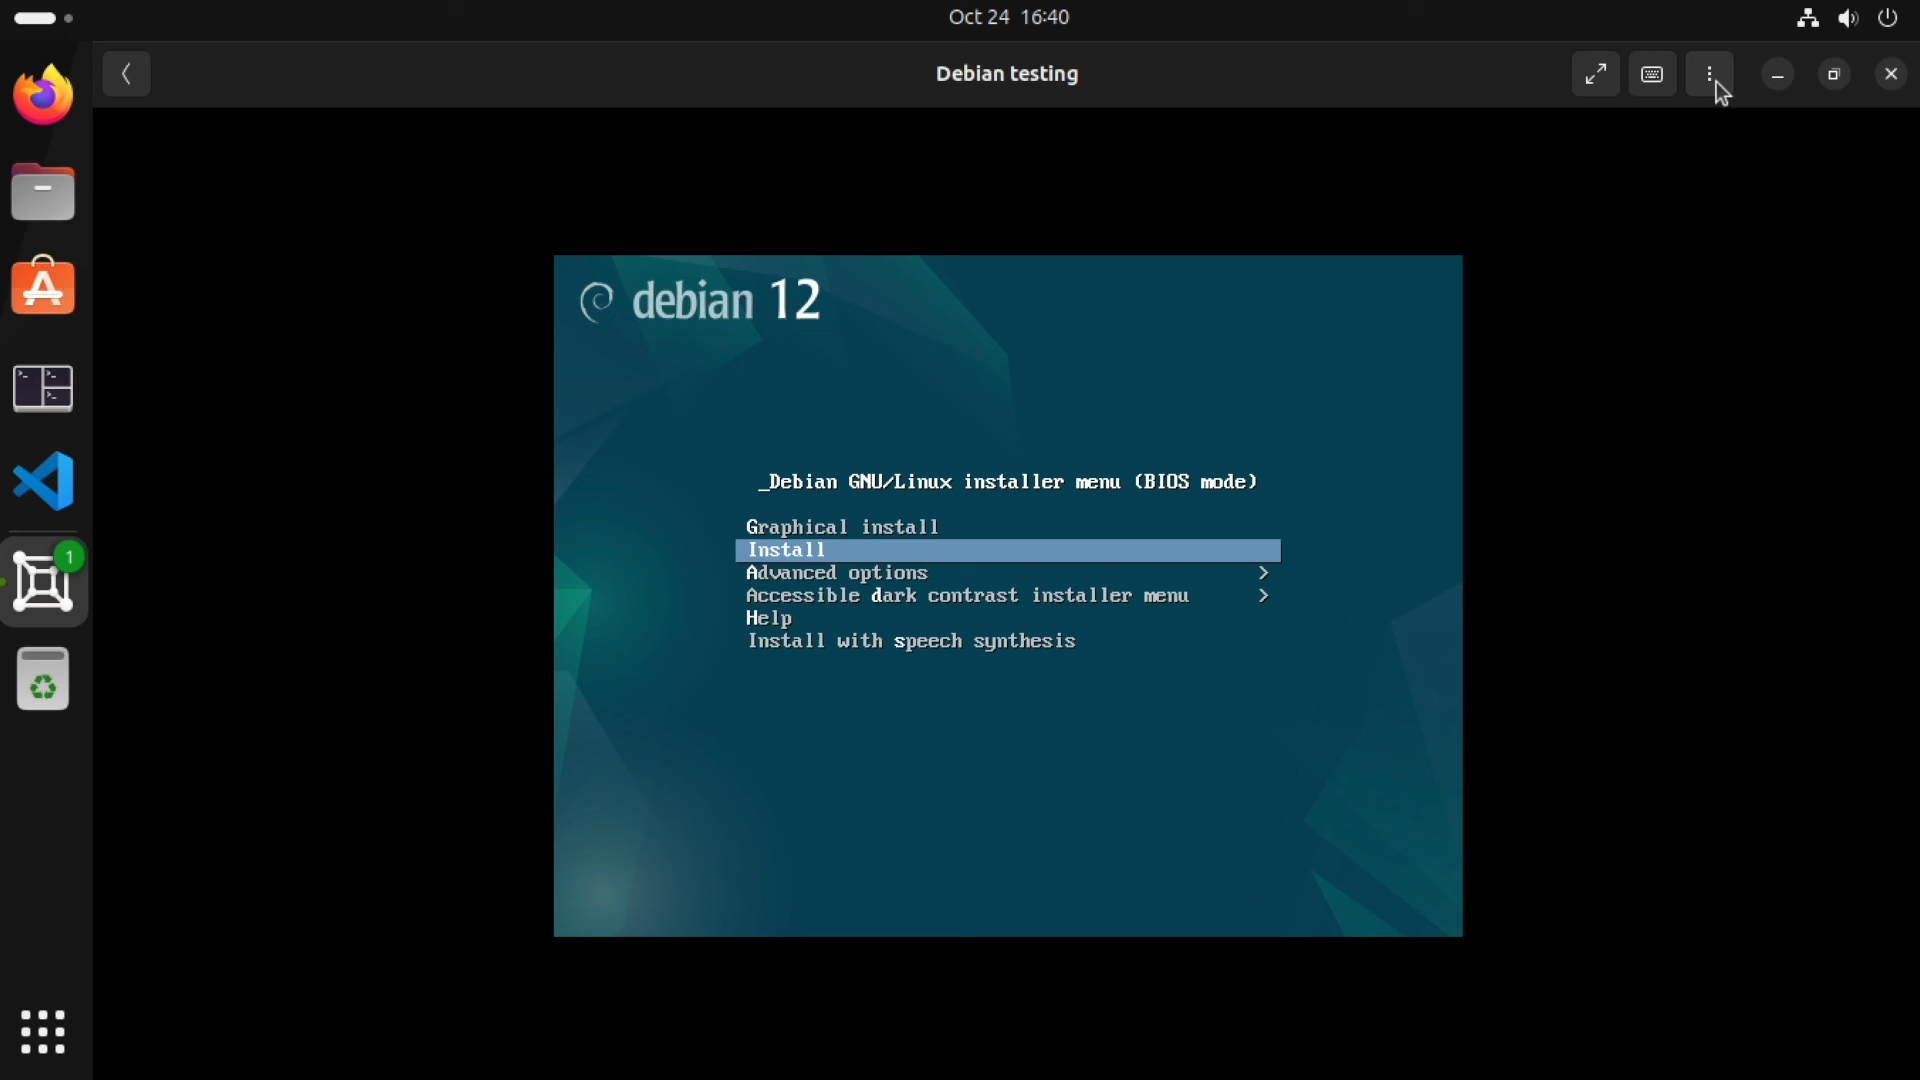 Oct 24 16:40
Debian testing
debian 12
_Debian GNU/Linux installer menu (BIOS mode)
Graphical install
Install
Advanced options >
Accessible dark contrast installer menu >
Help
Install with speech synthesis
1